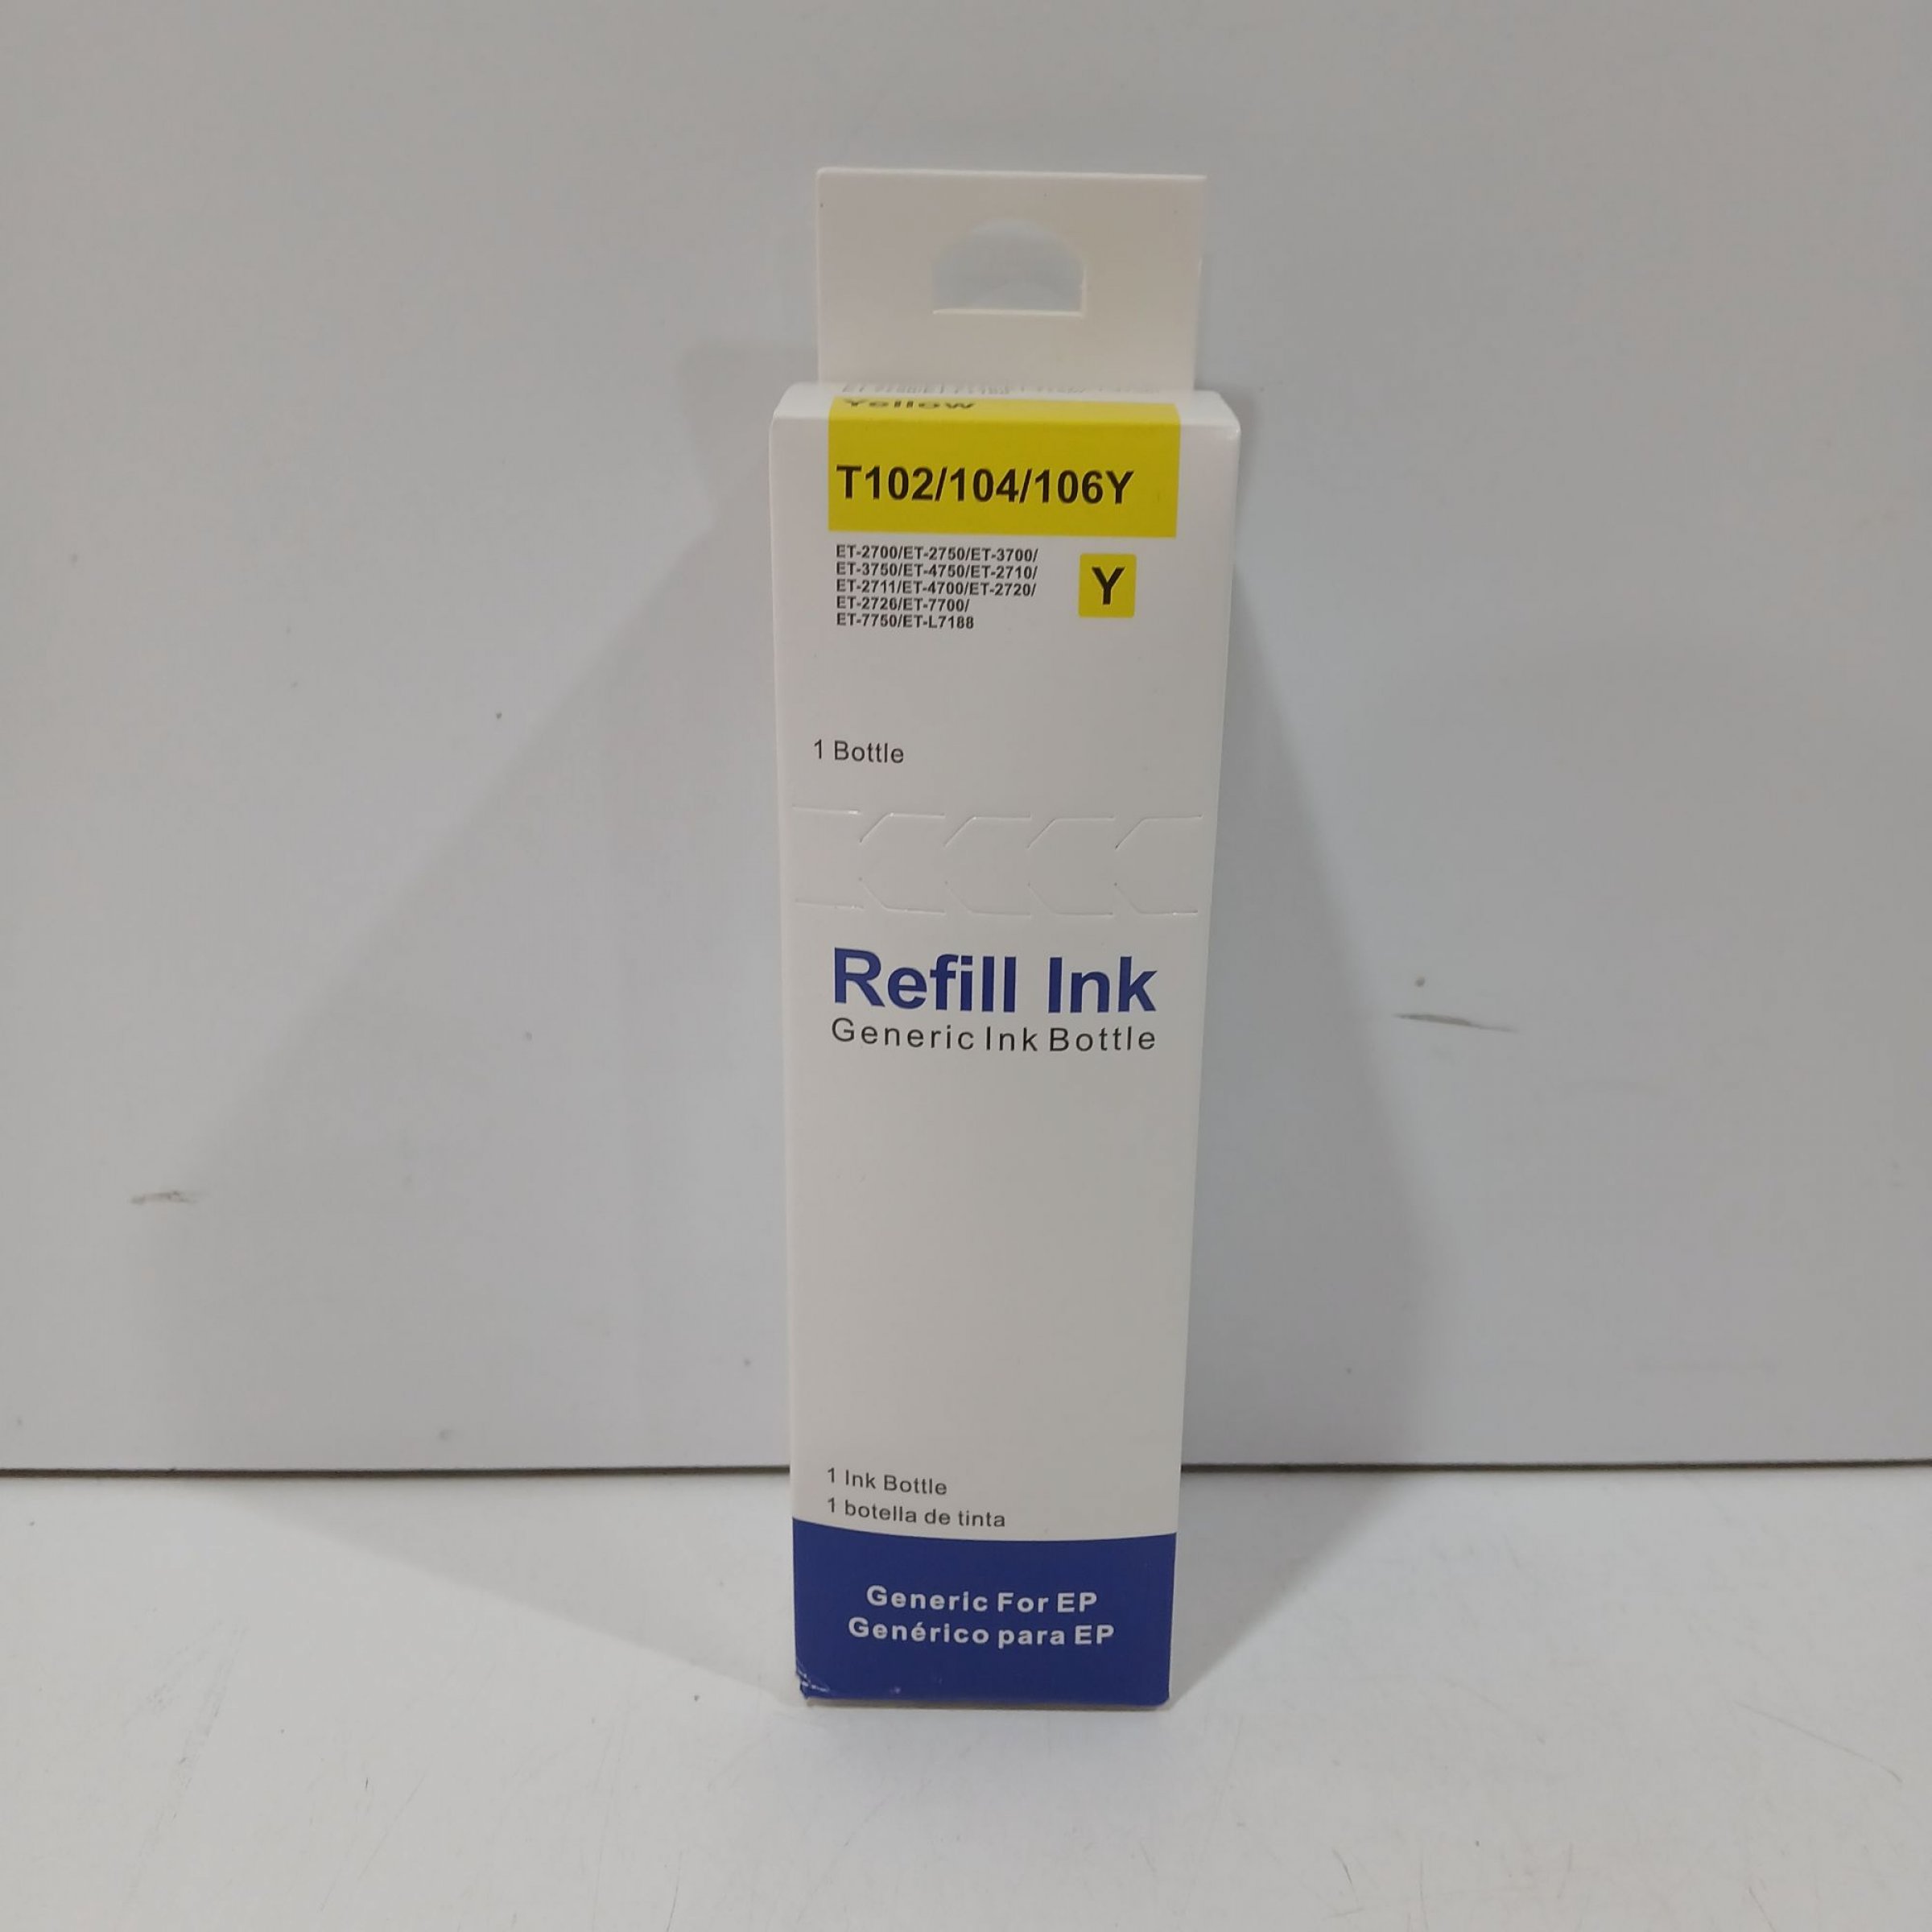 Yellow
T102/104/106Y
ET-2700/ET-2750/ET-3700/
ET-3750/ET-4750/ET-2710/
ET-2711/ET-4700/ET-2720/
ET-2726/ET-7700/
ET-7750/ET-L7188
Y
1 Bottle
Refill Ink
Generic Ink Bottle
1 Ink Bottle
1 botella de tinta
Generic For EP
Genérico para EP